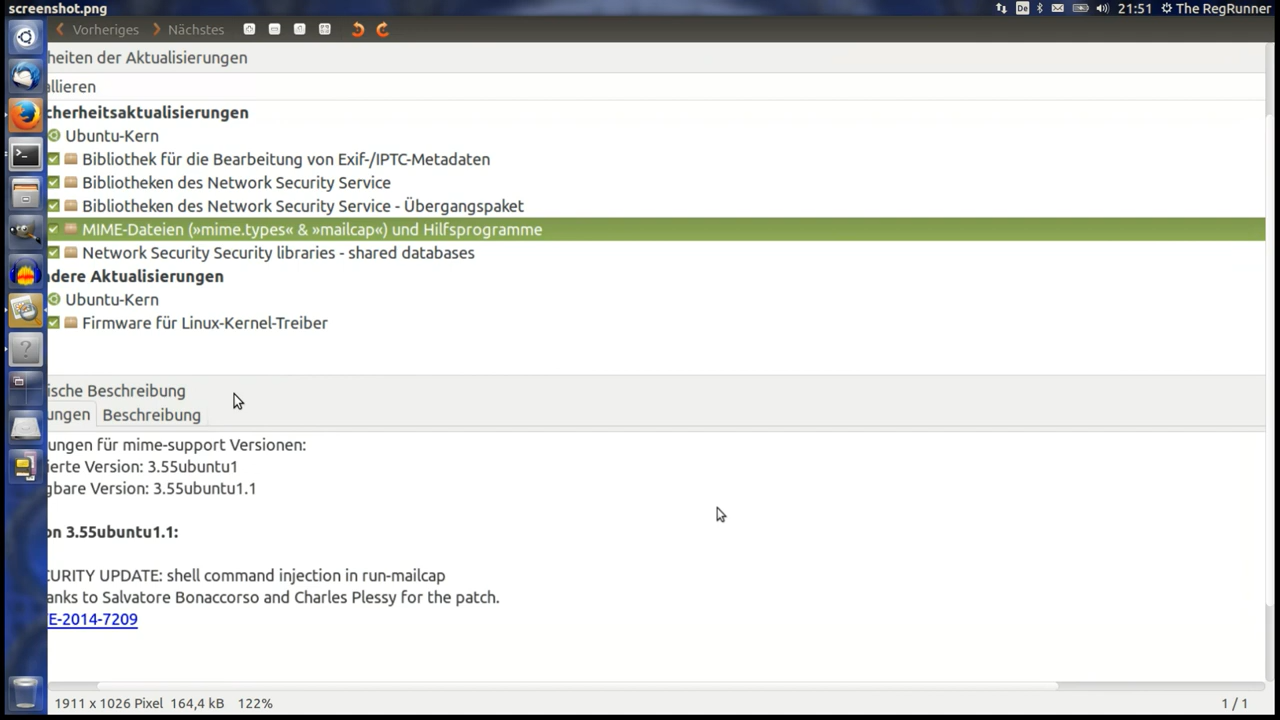 screenshot.png
De
21:51
The RegRunner
Vorheriges
Nächstes
heiten der Aktualisierungen
allieren
cherheitsaktualisierungen
Ubuntu-Kern
Bibliothek für die Bearbeitung von Exif-/IPTC-Metadaten
Bibliotheken des Network Security Service
Bibliotheken des Network Security Service - Übergangspaket
MIME-Dateien (»mime.types« & »mailcap«) und Hilfsprogramme
Network Security Security libraries - shared databases
ndere Aktualisierungen
Ubuntu-Kern
Firmware für Linux-Kernel-Treiber
ische Beschreibung
ungen
Beschreibung
ungen für mime-support Versionen:
ierte Version: 3.55ubuntu1
gbare Version: 3.55ubuntu1.1
on 3.55ubuntu1.1:
CURITY UPDATE: shell command injection in run-mailcap
anks to Salvatore Bonaccorso and Charles Plessy for the patch.
E-2014-7209
1911 x 1026 Pixel 164,4 kB 122%
1 / 1